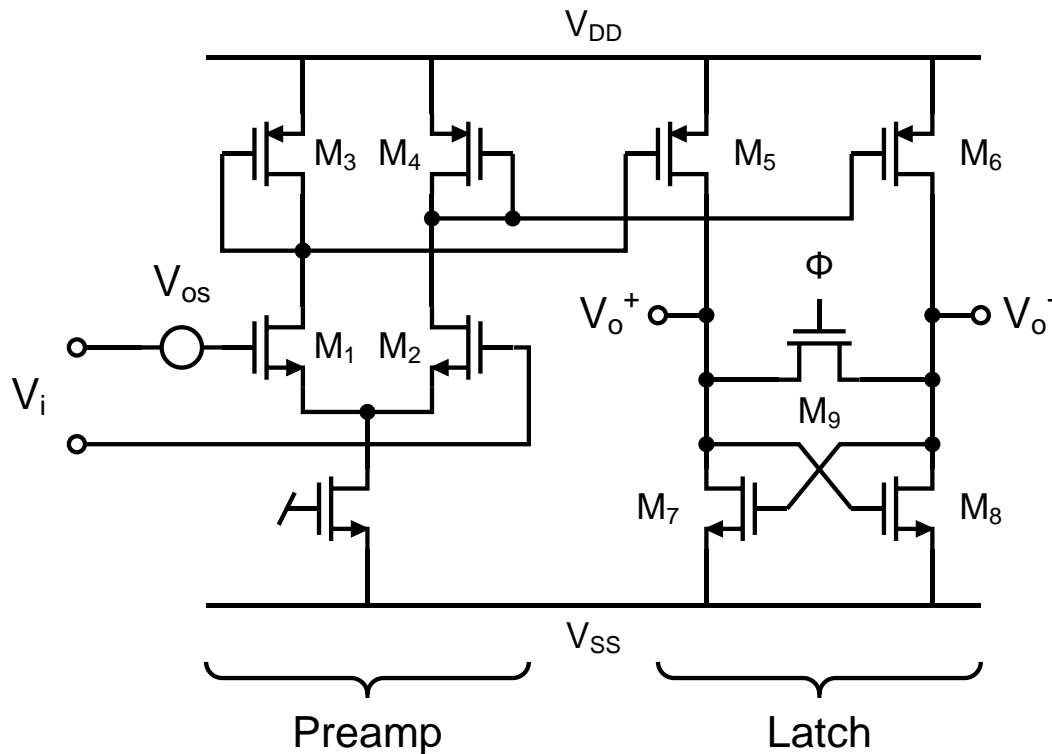 V_DD
M_3 M_4 M_5 M_6
V_os
Φ
V_o^+ V_o^-
M_1 M_2
V_i
M_9
M_7 M_8
V_SS
Preamp Latch